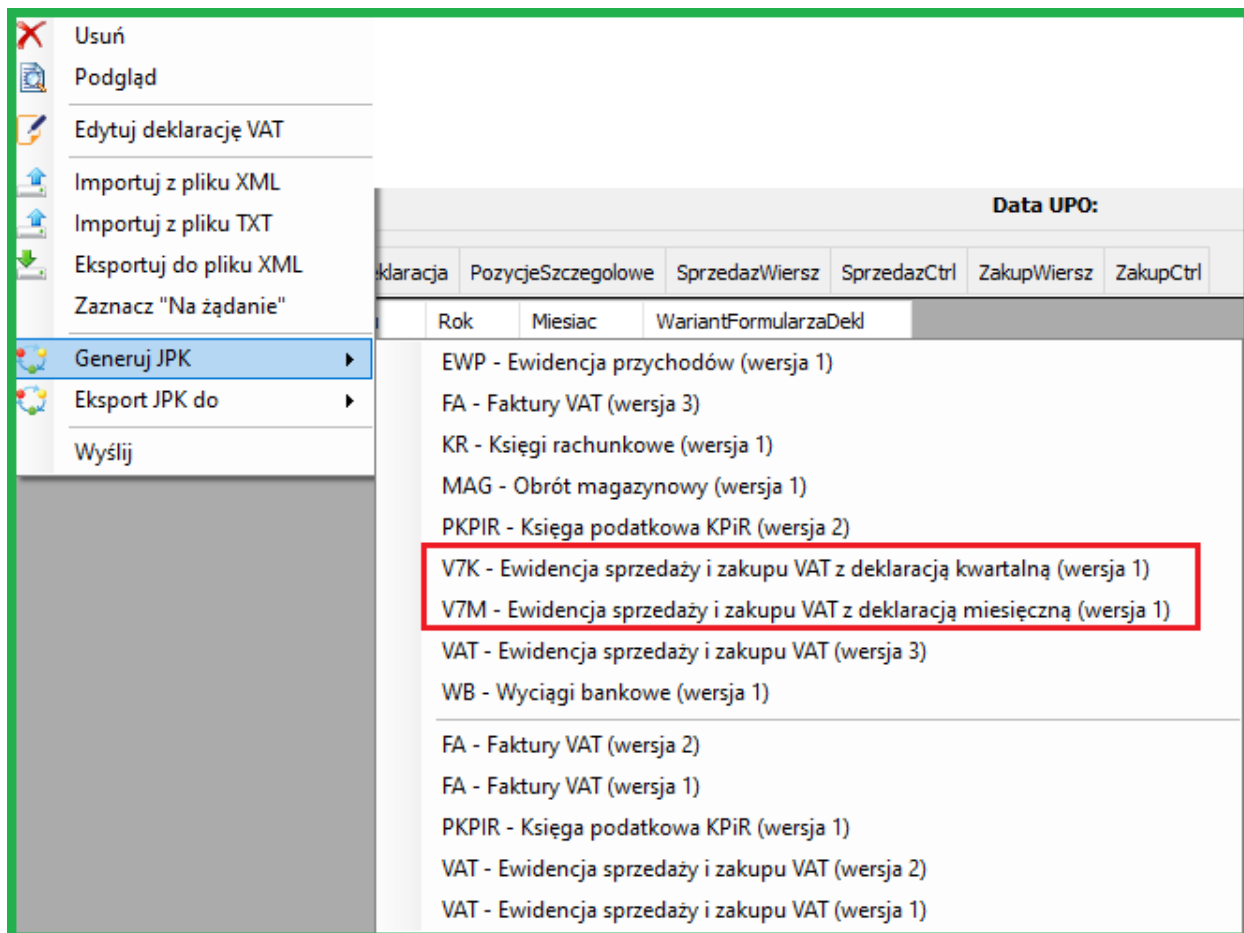 Usuń
Podgląd
Edytuj deklarację VAT
Importuj z pliku XML
Importuj z pliku TXT
Eksportuj do pliku XML
Zaznacz "Na żądanie"
Generuj JPK
Eksport JPK do
Wyślij
Data UPO:
klaracja PozycjeSzczegolowe SprzedazWiersz SprzedazCtrl ZakupWiersz ZakupCtrl
Rok Miesiac WariantFormularzaDekl
EWP - Ewidencja przychodów (wersja 1)
FA - Faktury VAT (wersja 3)
KR - Księgi rachunkowe (wersja 1)
MAG - Obrót magazynowy (wersja 1)
PKPIR - Księga podatkowa KPiR (wersja 2)
V7K - Ewidencja sprzedaży i zakupu VAT z deklaracją kwartalną (wersja 1)
V7M - Ewidencja sprzedaży i zakupu VAT z deklaracją miesięczną (wersja 1)
VAT - Ewidencja sprzedaży i zakupu VAT (wersja 3)
WB - Wyciągi bankowe (wersja 1)
FA - Faktury VAT (wersja 2)
FA - Faktury VAT (wersja 1)
PKPIR - Księga podatkowa KPiR (wersja 1)
VAT - Ewidencja sprzedaży i zakupu VAT (wersja 2)
VAT - Ewidencja sprzedaży i zakupu VAT (wersja 1)